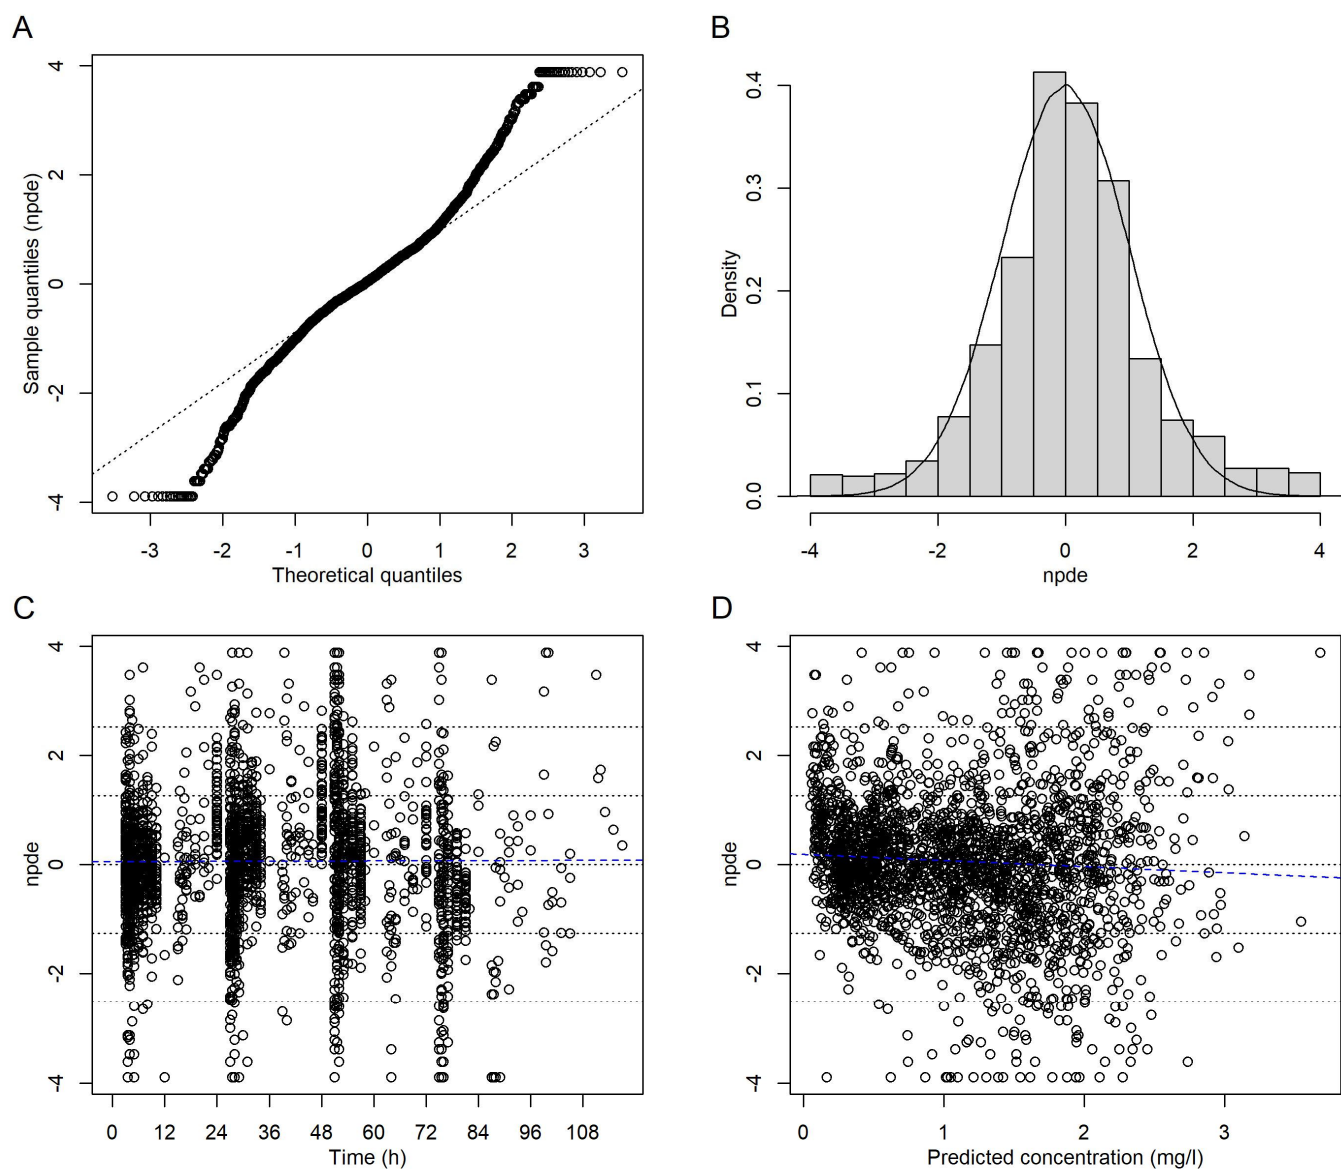 A
4
2
0
-2
-4
Sample quantiles (npde)
-3 -2 -1 0 1 2 3
Theoretical quantiles
B
0.4
0.3
0.2
0.1
0.0
Density
-4 -2 0 2 4
npde
C
4
2
0
-2
-4
npde
0 12 24 36 48 60 72 84 96 108
Time (h)
D
4
2
0
-2
-4
npde
0 1 2 3
Predicted concentration (mg/l)